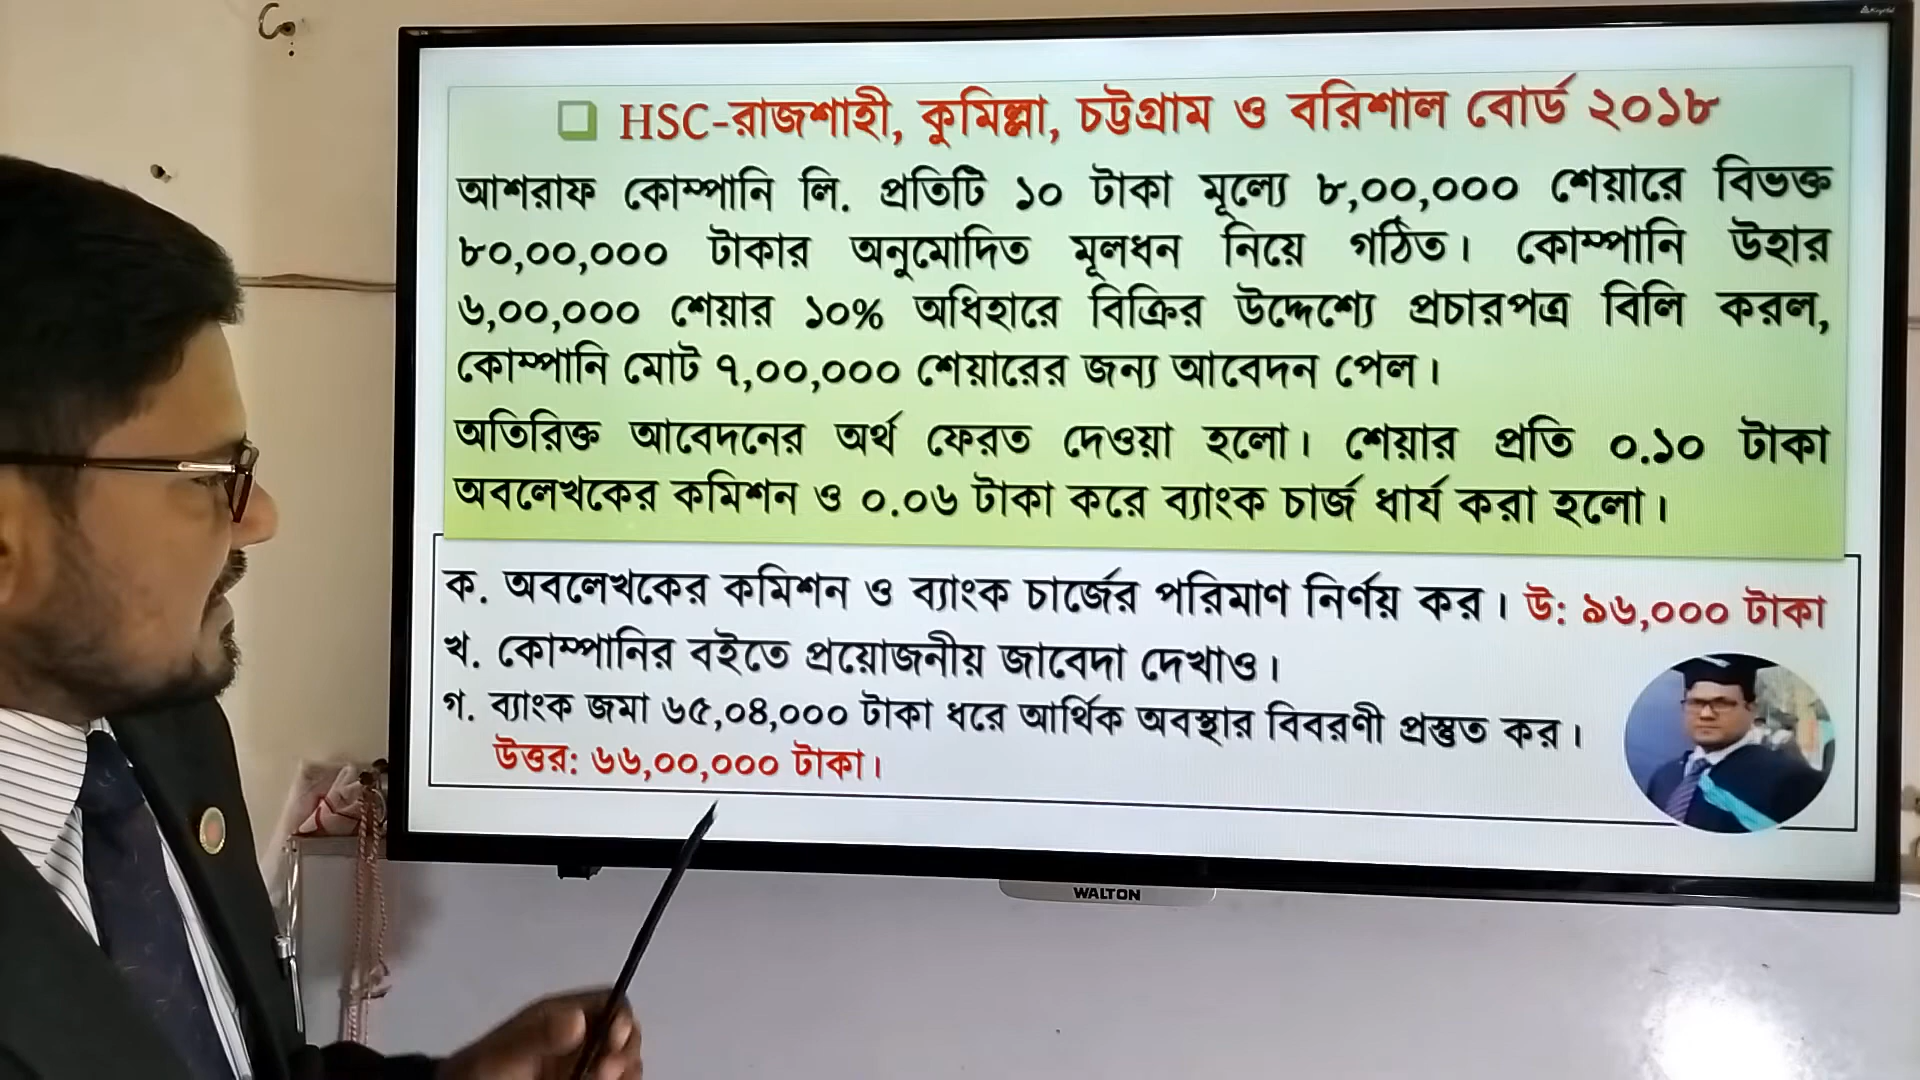 HSC-রাজশাহী, কুমিল্লা, চট্টগ্রাম ও বরিশাল বোর্ড ২০১৮
আশরাফ কোম্পানি লি. প্রতিটি ১০ টাকা মূল্যে ৮,০০,০০০ শেয়ারে বিভক্ত
৮০,০০,০০০ টাকার অনুমোদিত মূলধন নিয়ে গঠিত। কোম্পানি উহার
৬,০০,০০০ শেয়ার ১০% অধিহারে বিক্রির উদ্দেশ্যে প্রচারপত্র বিলি করল,
কোম্পানি মোট ৭,০০,০০০ শেয়ারের জন্য আবেদন পেল।
অতিরিক্ত আবেদনের অর্থ ফেরত দেওয়া হলো। শেয়ার প্রতি ০.১০ টাকা
অবলেখকের কমিশন ও ০.০৬ টাকা করে ব্যাংক চার্জ ধার্য করা হলো।
ক. অবলেখকের কমিশন ও ব্যাংক চার্জের পরিমাণ নির্ণয় কর। উ: ৯৬,০০০ টাকা
খ. কোম্পানির বইতে প্রয়োজনীয় জাবেদা দেখাও।
গ. ব্যাংক জমা ৬৫,০৪,০০০ টাকা ধরে আর্থিক অবস্থার বিবরণী প্রস্তুত কর।
উত্তর: ৬৬,০০,০০০ টাকা।
WALTON